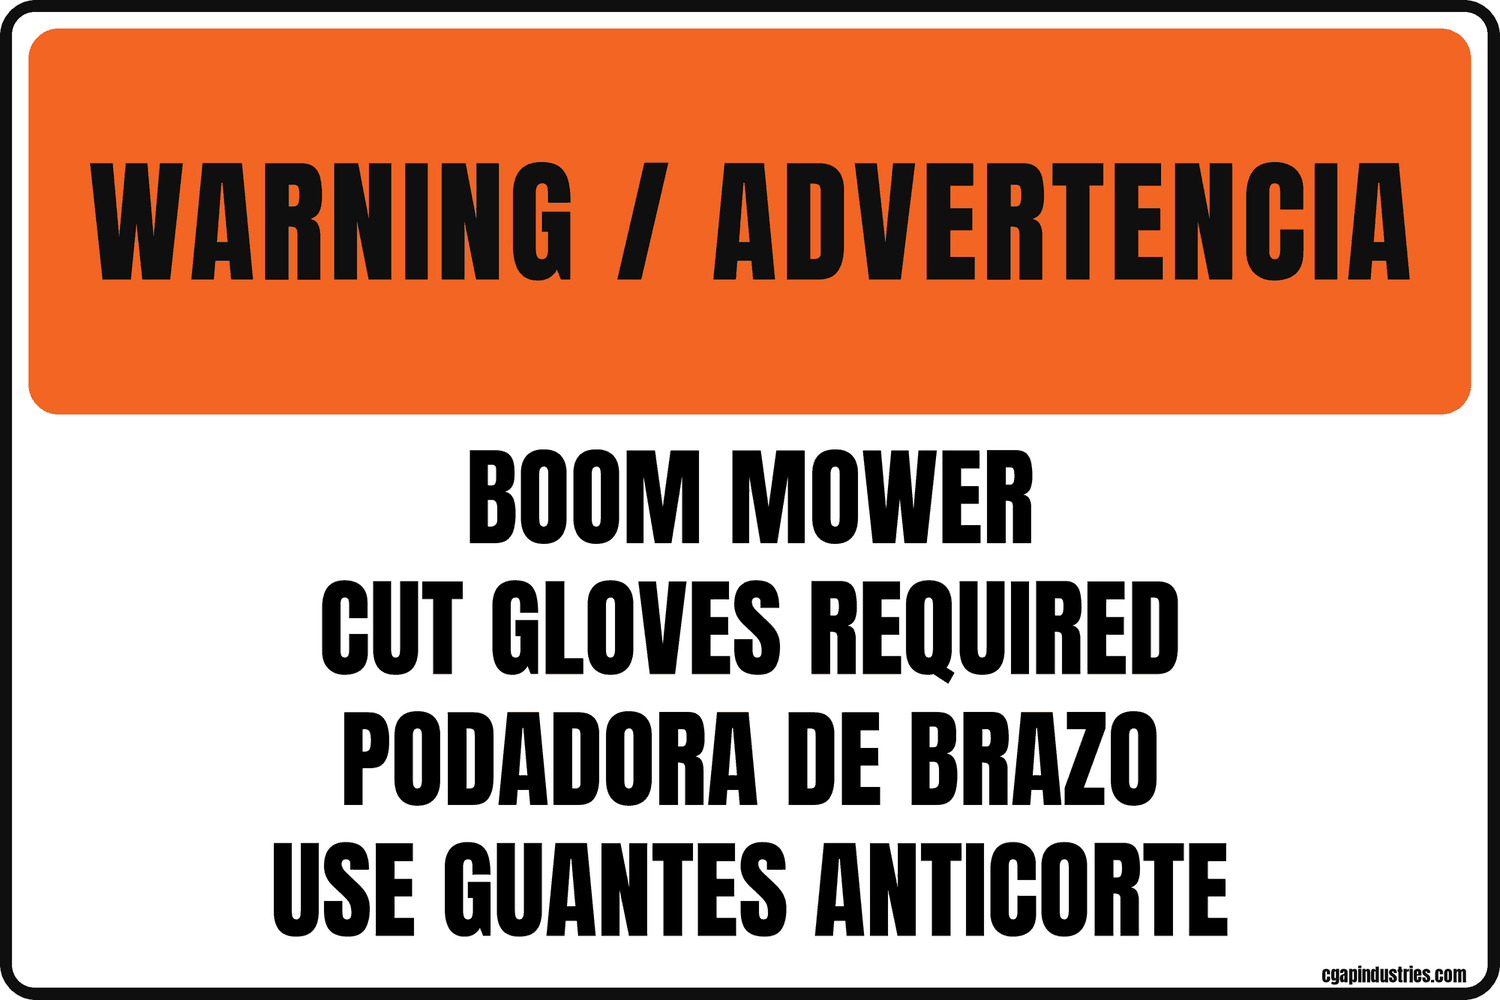 WARNING / ADVERTENCIA
BOOM MOWER
CUT GLOVES REQUIRED
PODADORA DE BRAZO
USE GUANTES ANTICORTE
cgapindustries.com